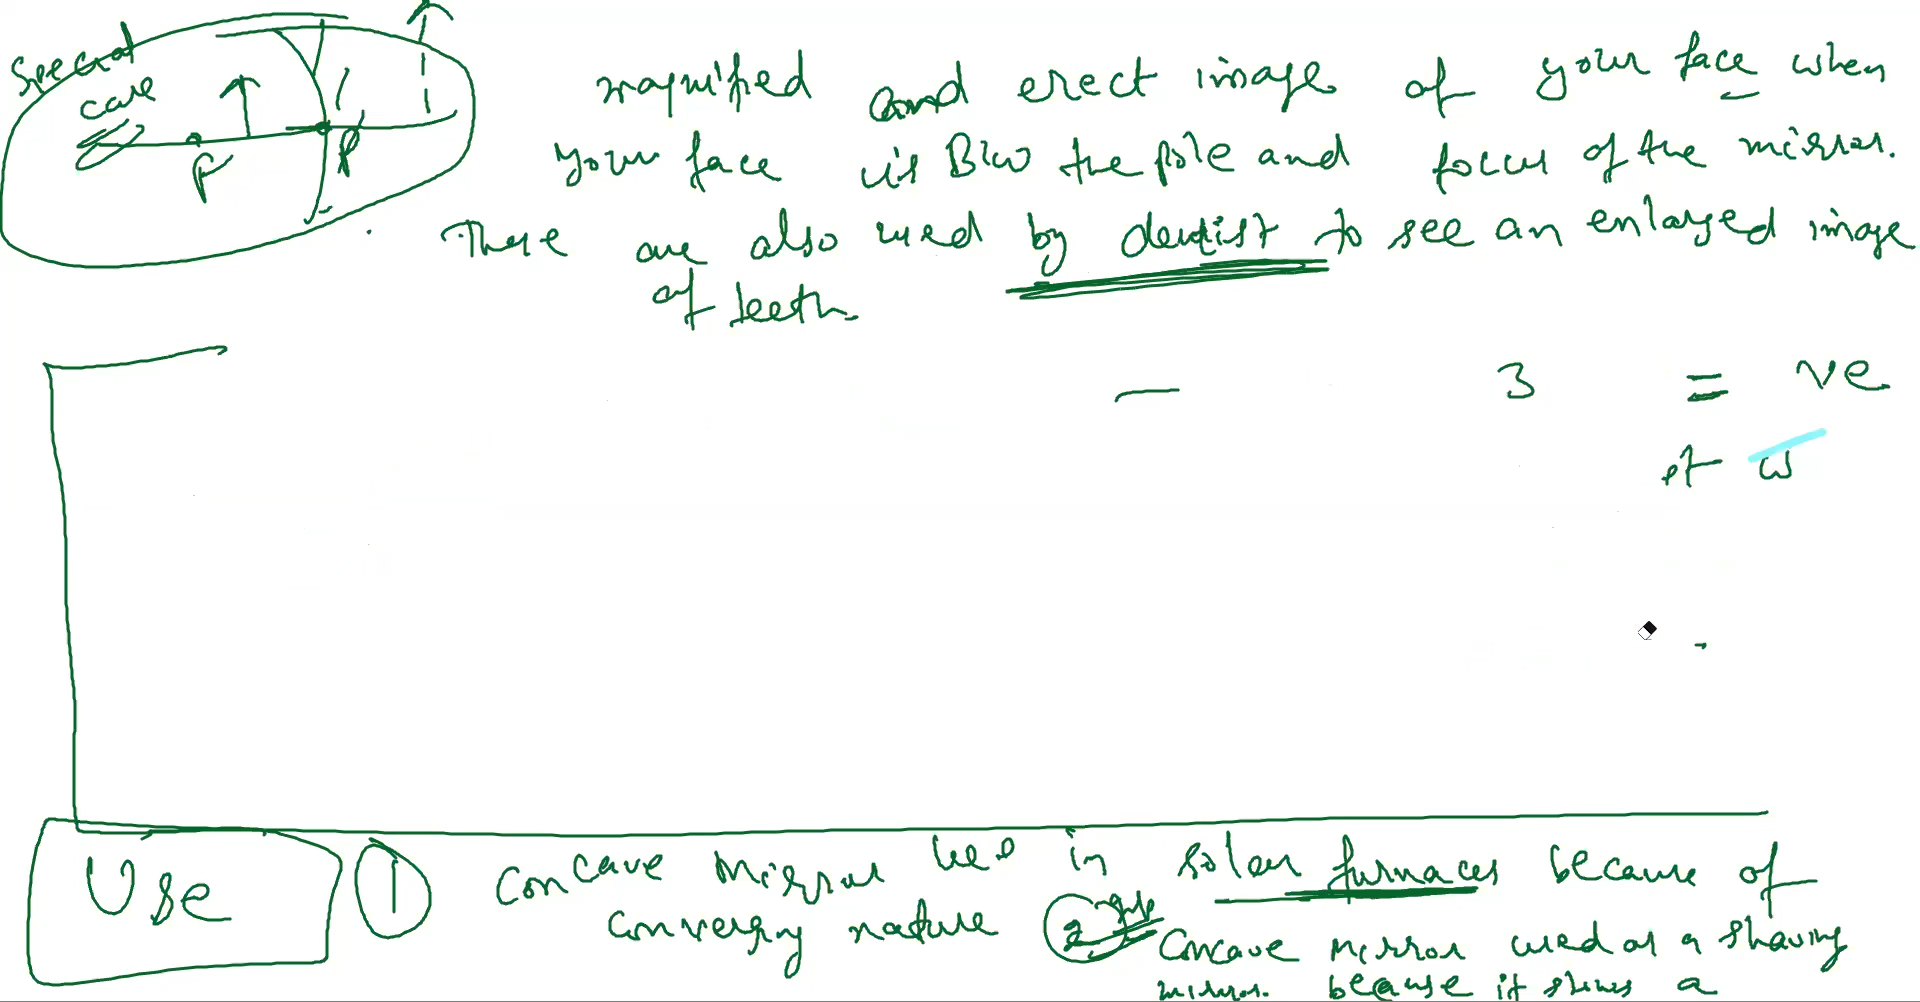 Special
case
F
P
magnified and erect image of your face when
your face is B/w the pole and focus of the mirror.
These are also used by dentist to see an enlarged image
of teeth
— 3 = ve
Use
1 Concave mirror used in solar furnaces because of
converging nature 2
Concave mirror used as a shaving
mirror. because it shows a